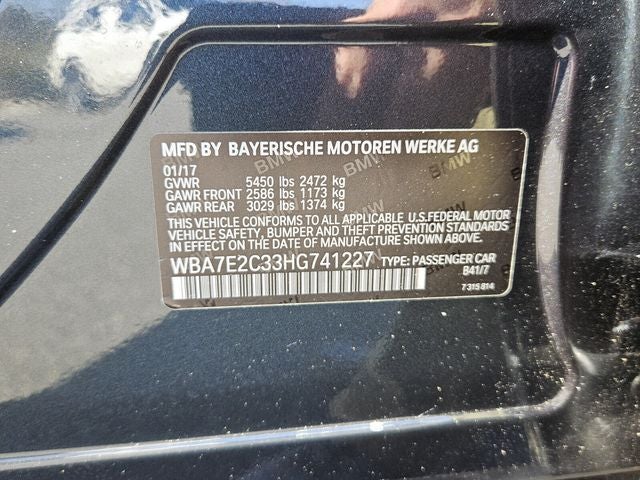 MFD BY BAYERISCHE MOTOREN WERKE AG
01/17
GVWR 5450 lbs 2472 kg
GAWR FRONT 2586 lbs 1173 kg
GAWR REAR 3029 lbs 1374 kg
THIS VEHICLE CONFORMS TO ALL APPLICABLE U.S.FEDERAL MOTOR
VEHICLE SAFETY, BUMPER, AND THEFT PREVENTION STANDARDS
IN EFFECT ON THE DATE OF MANUFACTURE SHOWN ABOVE.
WBA7E2C33HG741227 TYPE: PASSENGER CAR
B41/7
7 315 814